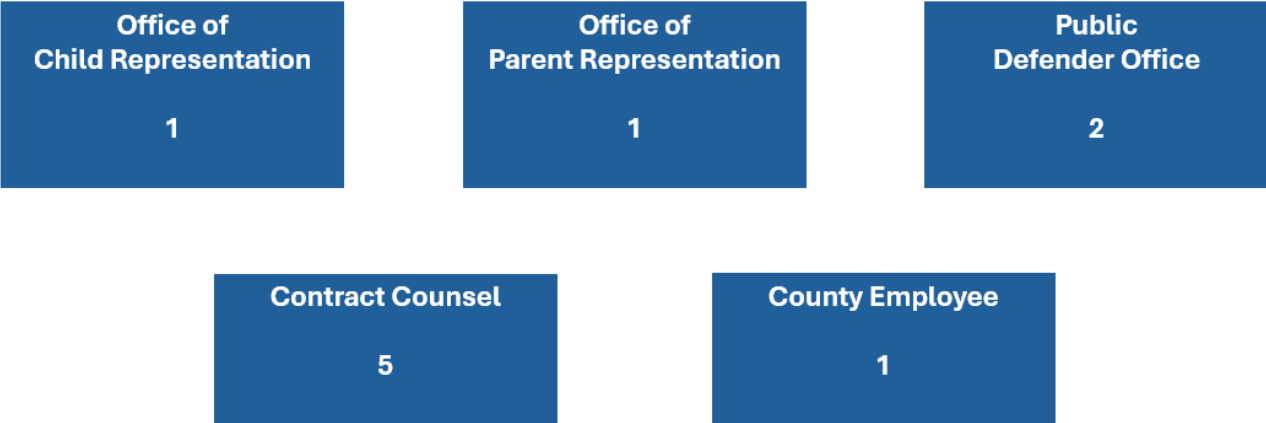 Office of
Child Representation
1
Office of
Parent Representation
1
Public
Defender Office
2
Contract Counsel
5
County Employee
1